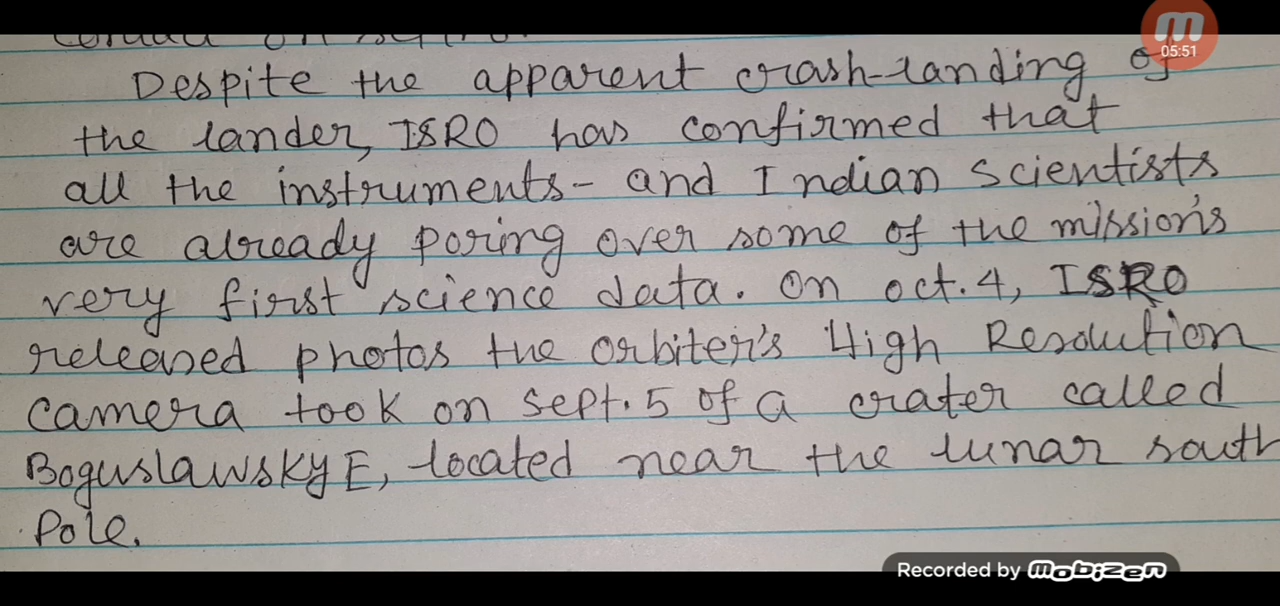 05:51
Despite the apparent crash-landing of
the lander, ISRO has confirmed that
all the instruments- and Indian scientists
are already poring over some of the mission's
very first science data. On oct.4, ISRO
released photos the orbiter's High Resolution
camera took on sept.5 of a crater called
Boguslawsky E, located near the lunar south
Pole.
Recorded by mobizen